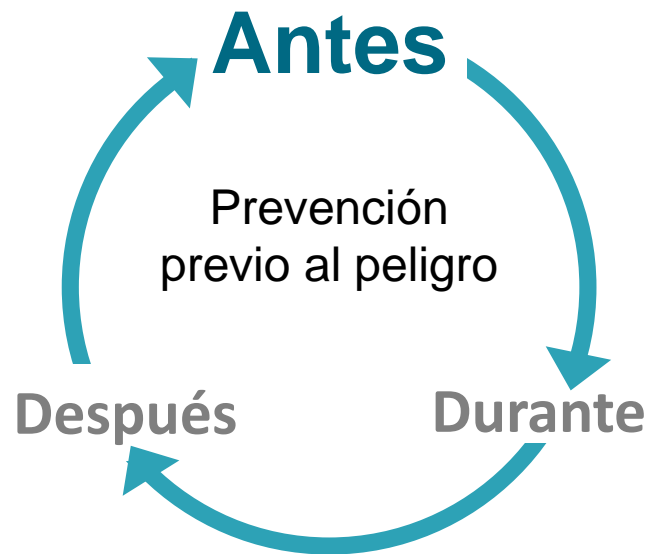 Antes
Prevención
previo al peligro
Después
Durante